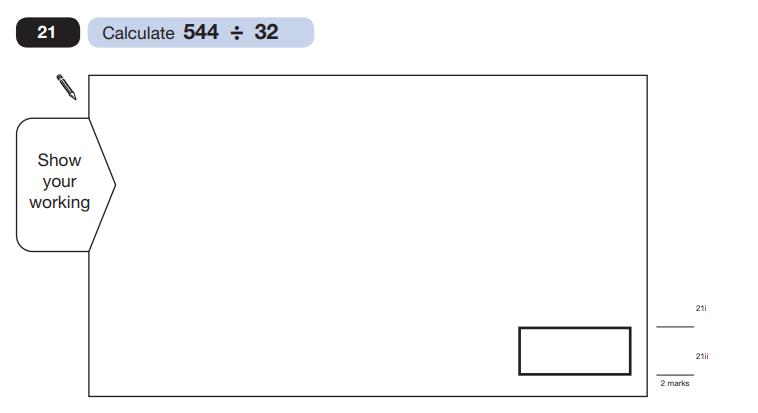 21 Calculate 544 ÷ 32
Show
your
working
21i
21ii
2 marks